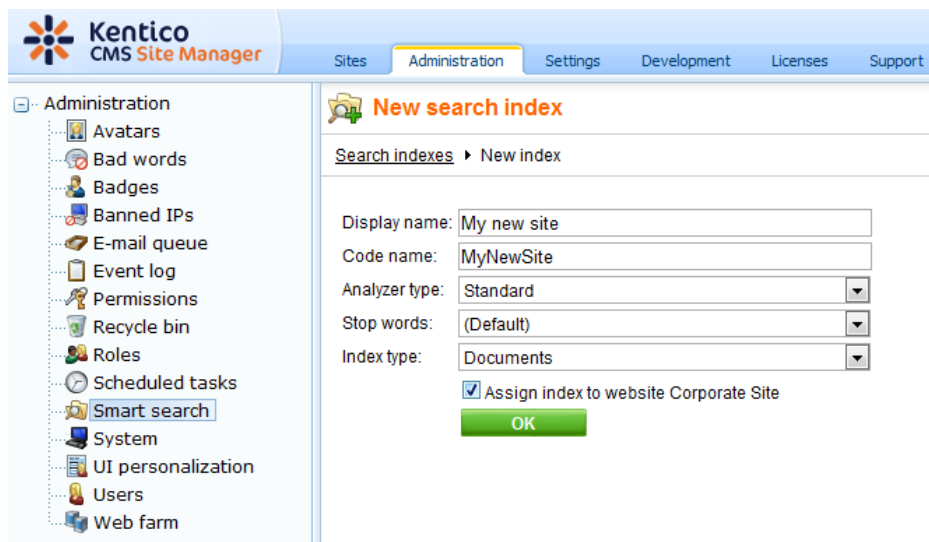 Kentico
CMS Site Manager
Sites Administration Settings Development Licenses Support
Administration
Avatars
Bad words
Badges
Banned IPs
E-mail queue
Event log
Permissions
Recycle bin
Roles
Scheduled tasks
Smart search
System
UI personalization
Users
Web farm
New search index
Search indexes New index
Display name: My new site
Code name: MyNewSite
Analyzer type: Standard
Stop words: (Default)
Index type: Documents
Assign index to website Corporate Site
OK